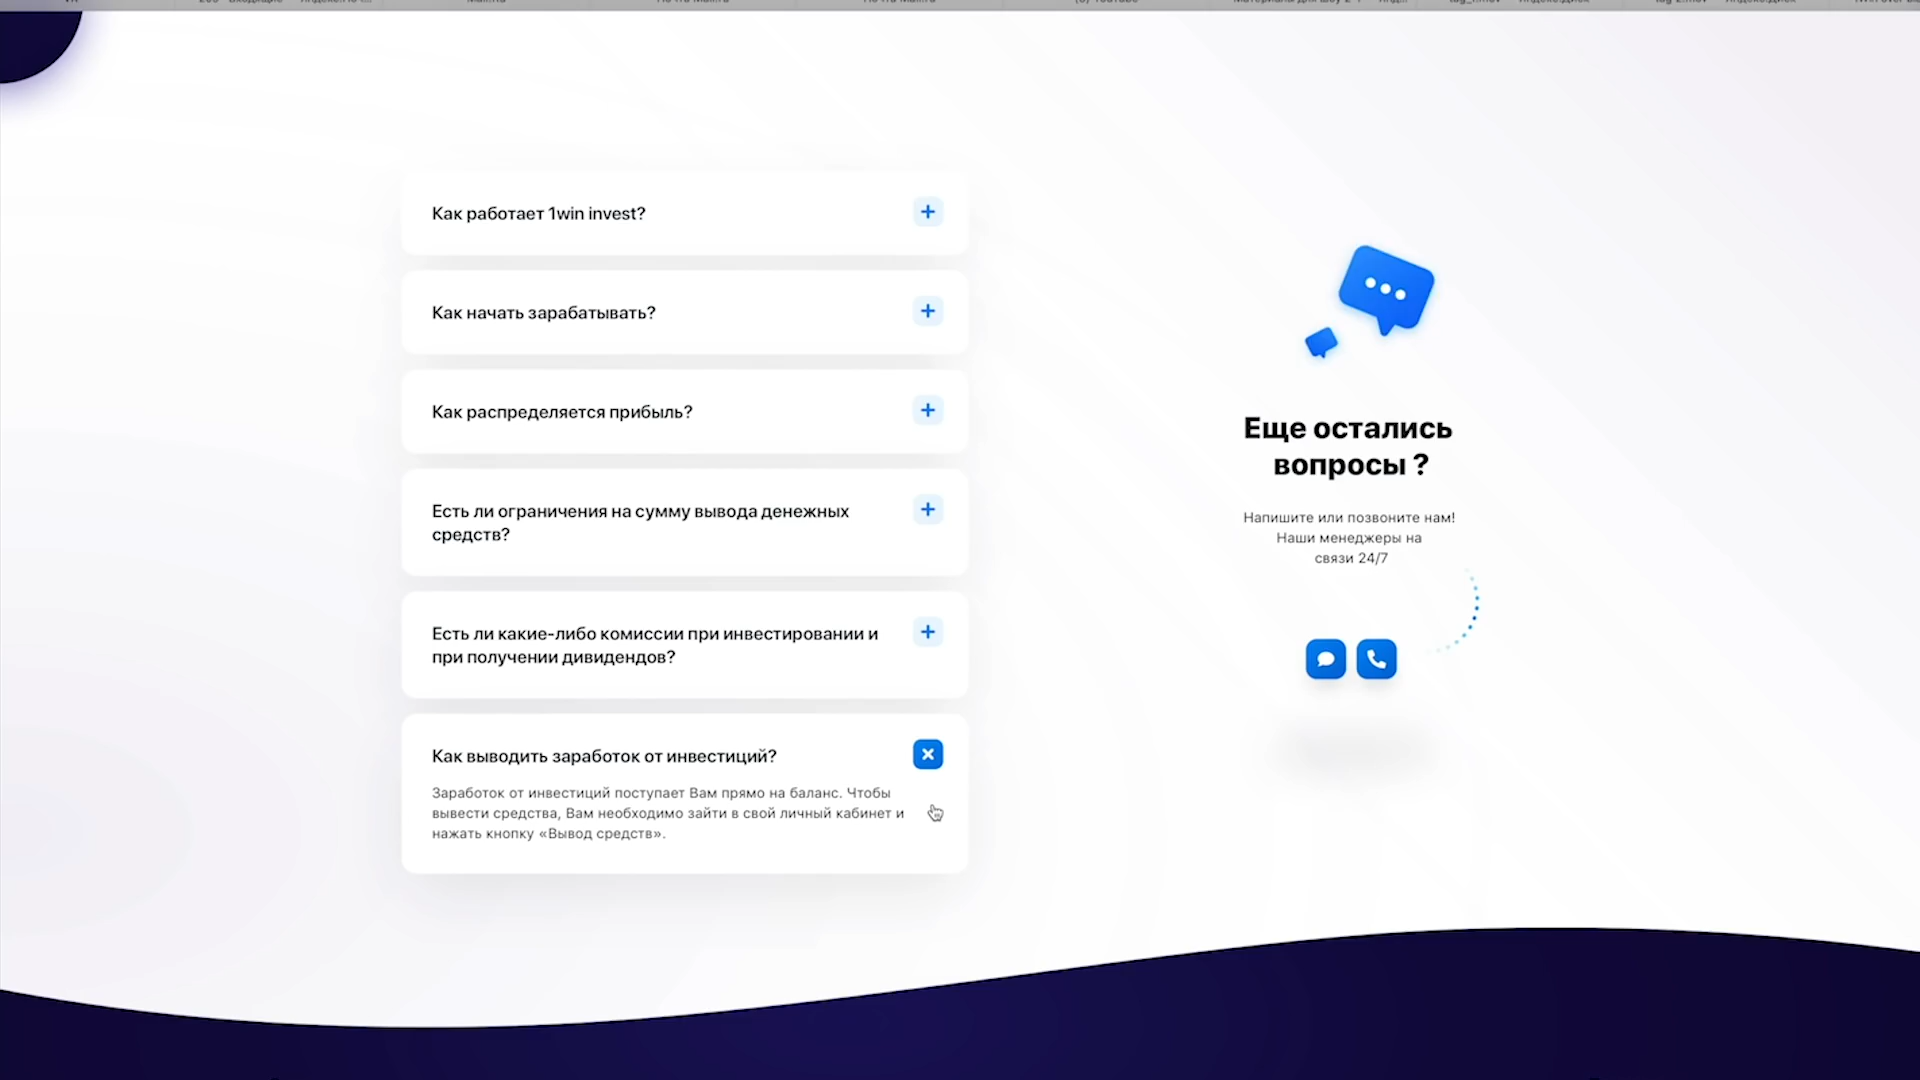 Как работает 1win invest?
Как начать зарабатывать?
Как распределяется прибыль?
Есть ли ограничения на сумму вывода денежных
средств?
Есть ли какие-либо комиссии при инвестировании и
при получении дивидендов?
Как выводить заработок от инвестиций?
Заработок от инвестиций поступает Вам прямо на баланс. Чтобы
вывести средства, Вам необходимо зайти в свой личный кабинет и
нажать кнопку «Вывод средств».
Еще остались
вопросы ?
Напишите или позвоните нам!
Наши менеджеры на
связи 24/7